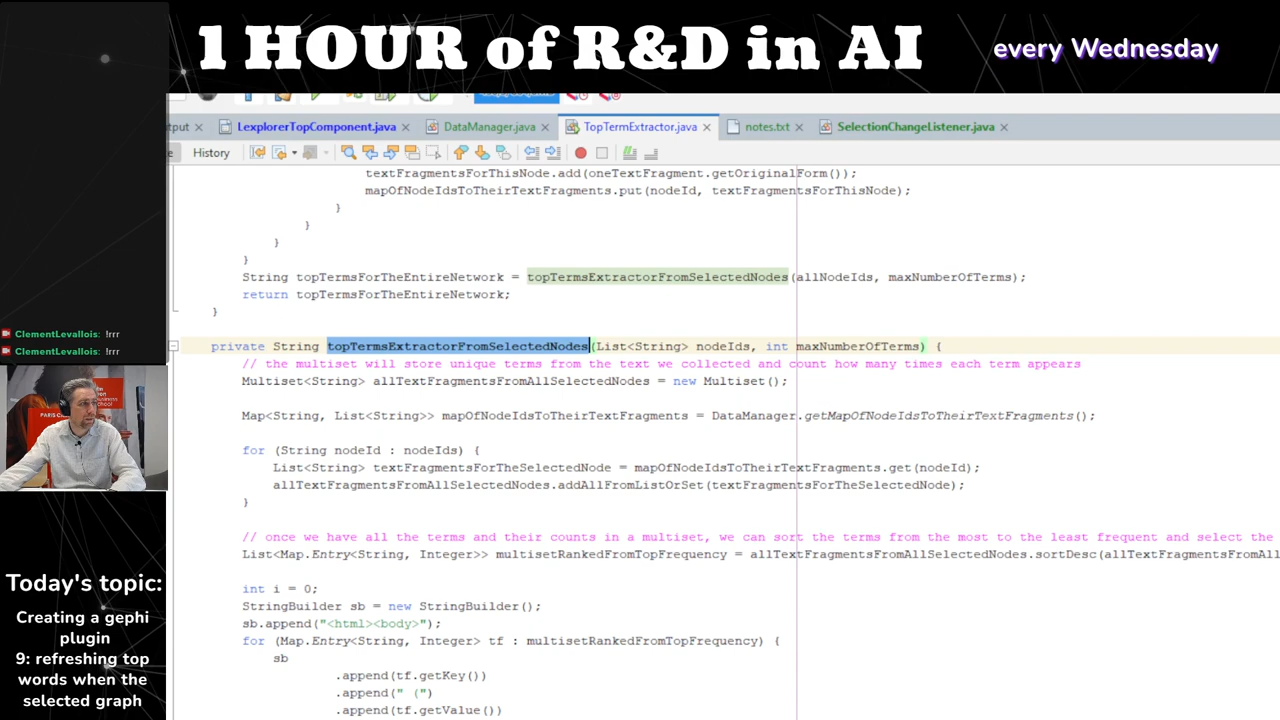 1 HOUR of R&D in AI
every Wednesday
tput
LexplorerTopComponent.java
DataManager.java
TopTermExtractor.java
notes.txt
SelectionChangeListener.java
e
History
textFragmentsForThisNode.add(oneTextFragment.getOriginalForm());
mapOfNodeIdsToTheirTextFragments.put(nodeId, textFragmentsForThisNode);
}
}
}
}
String topTermsForTheEntireNetwork = topTermsExtractorFromSelectedNodes(allNodeIds, maxNumberOfTerms);
return topTermsForTheEntireNetwork;
}
private String topTermsExtractorFromSelectedNodes(List<String> nodeIds, int maxNumberOfTerms) {
// the multiset will store unique terms from the text we collected and count how many times each term appears
Multiset<String> allTextFragmentsFromAllSelectedNodes = new Multiset();
Map<String, List<String>> mapOfNodeIdsToTheirTextFragments = DataManager.getMapOfNodeIdsToTheirTextFragments();
for (String nodeId : nodeIds) {
List<String> textFragmentsForTheSelectedNode = mapOfNodeIdsToTheirTextFragments.get(nodeId);
allTextFragmentsFromAllSelectedNodes.addAllFromListOrSet(textFragmentsForTheSelectedNode);
}
// once we have all the terms and their counts in a multiset, we can sort the terms from the most to the least frequent and select the
List<Map.Entry<String, Integer>> multisetRankedFromTopFrequency = allTextFragmentsFromAllSelectedNodes.sortDesc(allTextFragmentsFromAll
int i = 0;
StringBuilder sb = new StringBuilder();
sb.append("<html><body>");
for (Map.Entry<String, Integer> tf : multisetRankedFromTopFrequency) {
sb
.append(tf.getKey())
.append(" (")
.append(tf.getValue())
ClementLevallois: !rrr
ClementLevallois: !rrr
Today's topic:
Creating a gephi
plugin
9: refreshing top
words when the
selected graph